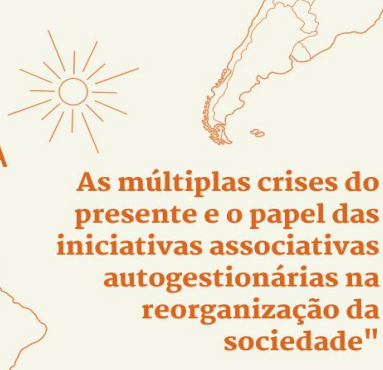 As múltiplas crises do
presente e o papel das
iniciativas associativas
autogestionárias na
reorganização da
sociedade"